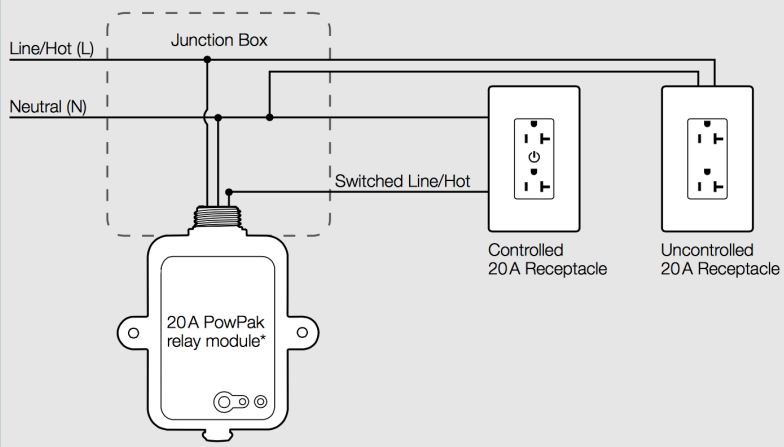 Junction Box
Line/Hot (L)
Neutral (N)
Switched Line/Hot
Controlled
20A Receptacle
Uncontrolled
20A Receptacle
20A PowPak
relay module*